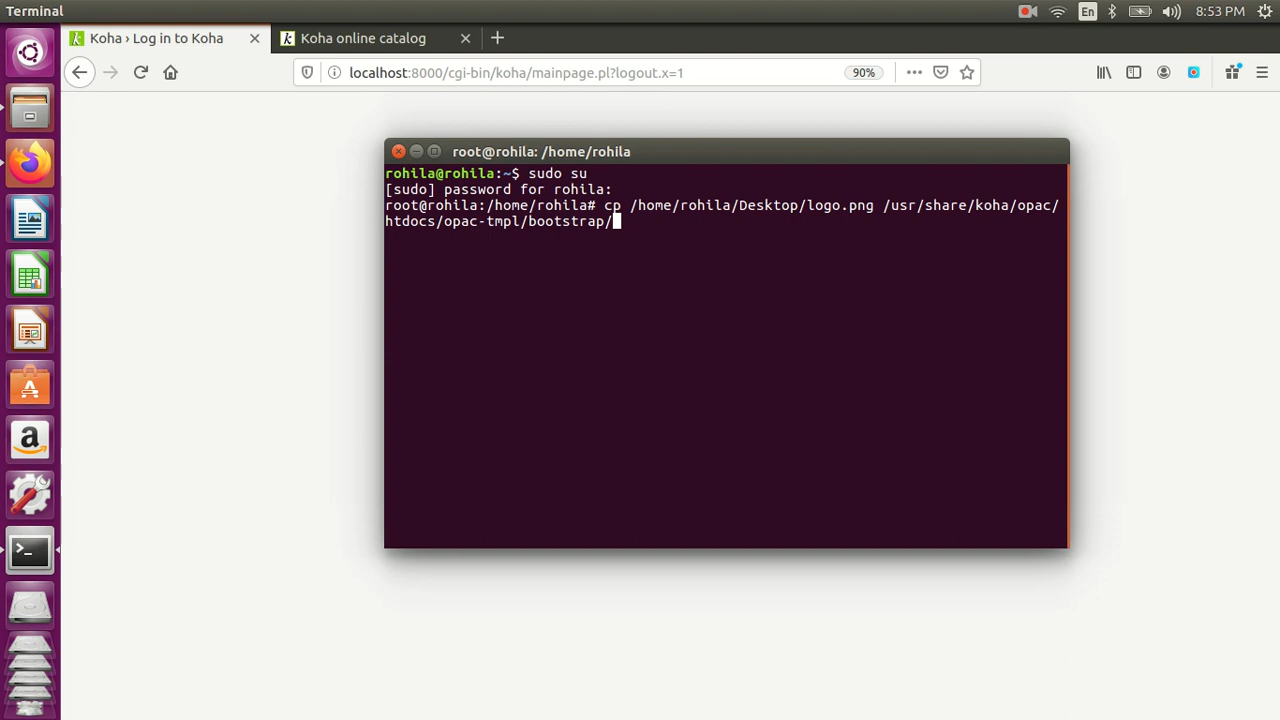 Terminal
En
8:53 PM
Koha › Log in to Koha
Koha online catalog
localhost:8000/cgi-bin/koha/mainpage.pl?logout.x=1
90%
root@rohila: /home/rohila
rohila@rohila:~$ sudo su
[sudo] password for rohila:
root@rohila:/home/rohila# cp /home/rohila/Desktop/logo.png /usr/share/koha/opac/
htdocs/opac-tmpl/bootstrap/